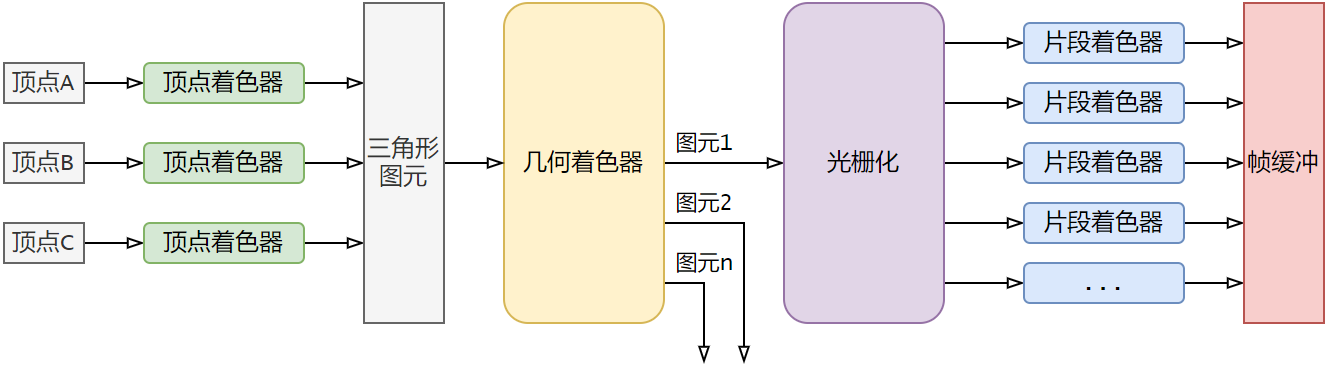 顶点A
顶点着色器
顶点B
顶点着色器
顶点C
顶点着色器
三角形
图元
几何着色器
图元1
图元2
图元n
光栅化
片段着色器
片段着色器
片段着色器
片段着色器
...
帧缓冲